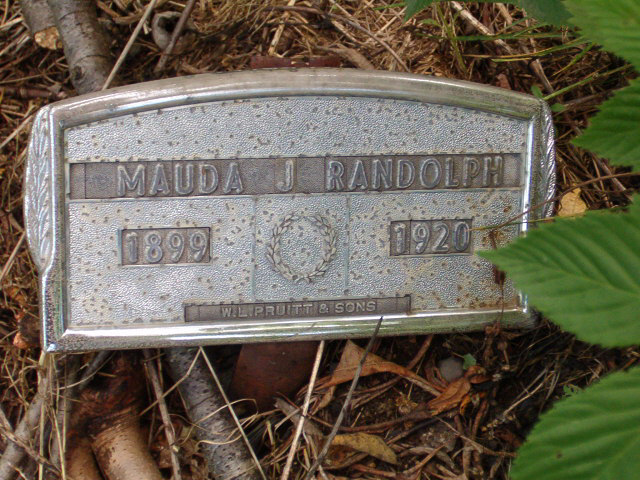 MAUDA J RANDOLPH
1899 1920
W.L. PRUITT & SONS